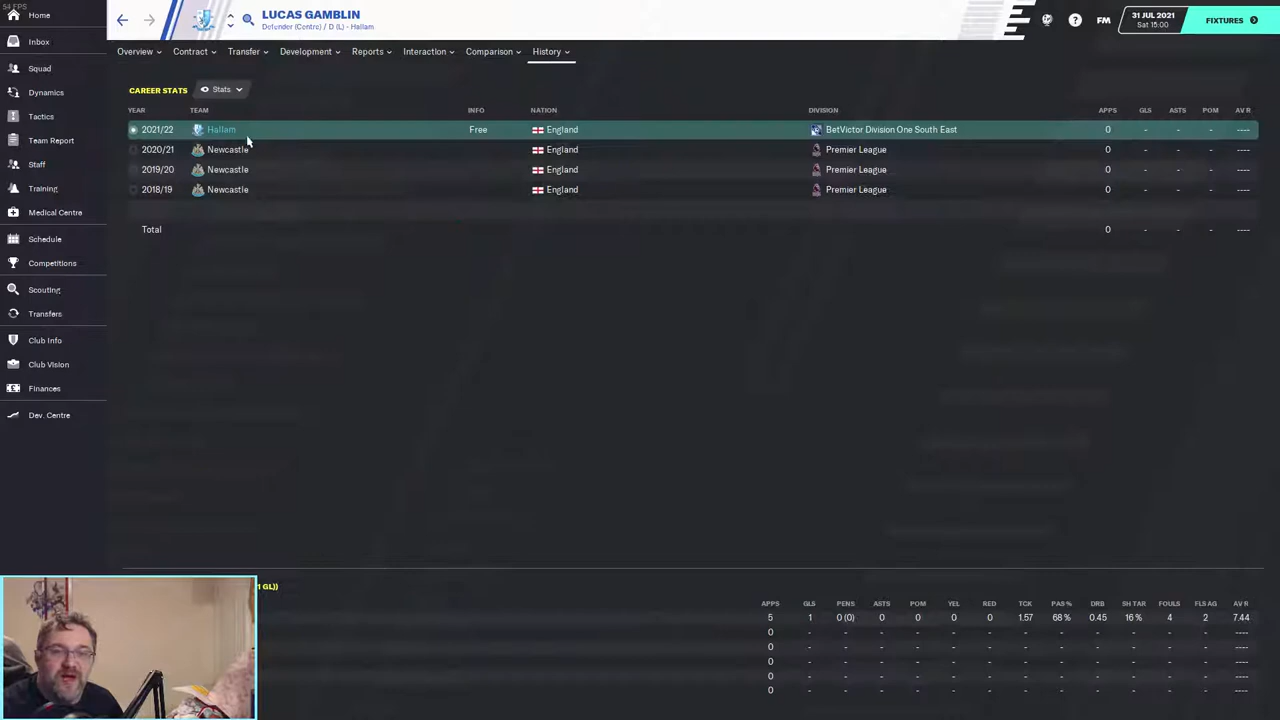 54 FPS
Home
LUCAS GAMBLIN
Defender (Centre) / D (L) - Hallam
FM
31 JUL 2021
Sat 15:00
FIXTURES
Inbox
Squad
Dynamics
Tactics
Team Report
Staff
Training
Medical Centre
Schedule
Competitions
Scouting
Transfers
Club Info
Club Vision
Finances
Dev. Centre
Overview Contract Transfer Development Reports Interaction Comparison History
CAREER STATS Stats
YEAR TEAM INFO NATION DIVISION APPS GLS ASTS POM AV R
2021/22 Hallam Free England BetVictor Division One South East 0 - - - ----
2020/21 Newcastle England Premier League 0 - - - ----
2019/20 Newcastle England Premier League 0 - - - ----
2018/19 Newcastle England Premier League 0 - - - ----
Total 0 - - - ----
1 GL))
APPS GLS PENS ASTS POM YEL RED TCK PAS % DRB SH TAR FOULS FLS AG AV R
5 1 0 (0) 0 0 0 0 1.57 68 % 0.45 16 % 4 2 7.44
0 - - - - - - - - - - - - ----
0 - - - - - - - - - - - - ----
0 - - - - - - - - - - - - ----
0 - - - - - - - - - - - - ----
0 - - - - - - - - - - - - ----